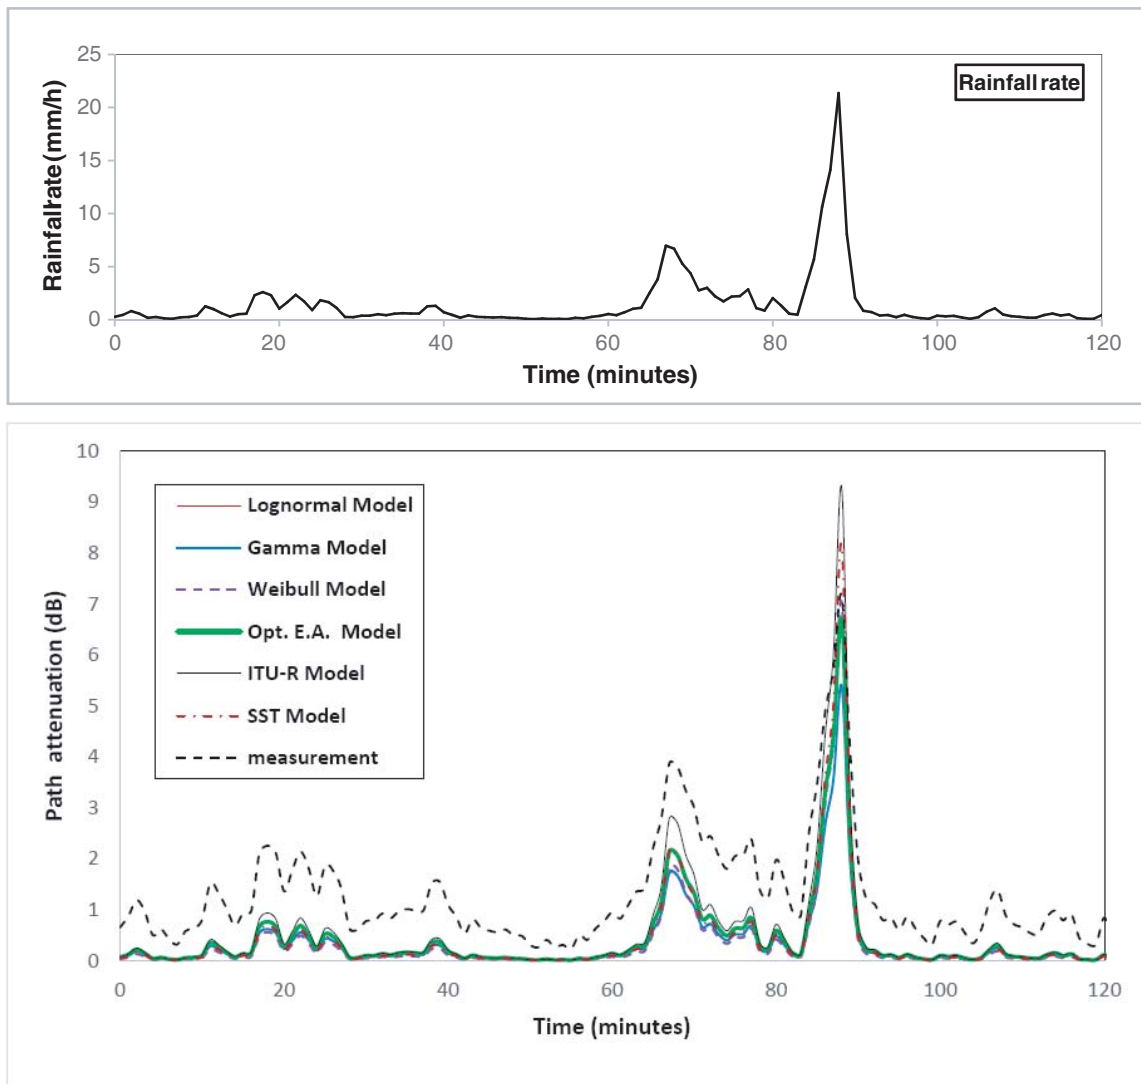 25
20
15
10
5
0
Rainfall rate (mm/h)
Rainfall rate
0 20 40 60 80 100 120
Time (minutes)
10
9
8
7
6
5
4
3
2
1
0
Path attenuation (dB)
Lognormal Model
Gamma Model
Weibull Model
Opt. E.A. Model
ITU-R Model
SST Model
measurement
0 20 40 60 80 100 120
Time (minutes)